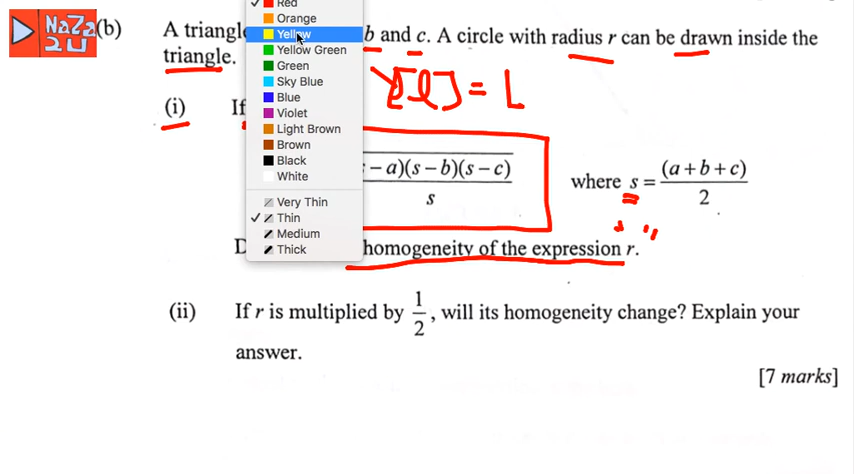 NaZa
2U
(b) A triangle b and c. A circle with radius r can be drawn inside the
triangle.
[l] = L
(i) If
− a)(s − b)(s − c)
s
where s = (a + b + c)
2
D homogeneity of the expression r.
(ii) If r is multiplied by 1/2, will its homogeneity change? Explain your
answer.
[7 marks]
✓ Red
Orange
Yellow
Yellow Green
Green
Sky Blue
Blue
Violet
Light Brown
Brown
Black
White
Very Thin
✓ Thin
Medium
Thick